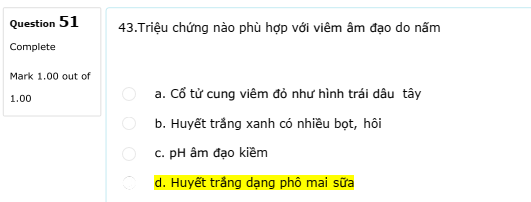 Question 51
Complete
Mark 1.00 out of
1.00
43.Triệu chứng nào phù hợp với viêm âm đạo do nấm
a. Cổ tử cung viêm đỏ như hình trái dâu tây
b. Huyết trắng xanh có nhiều bọt, hôi
c. pH âm đạo kiềm
d. Huyết trắng dạng phô mai sữa